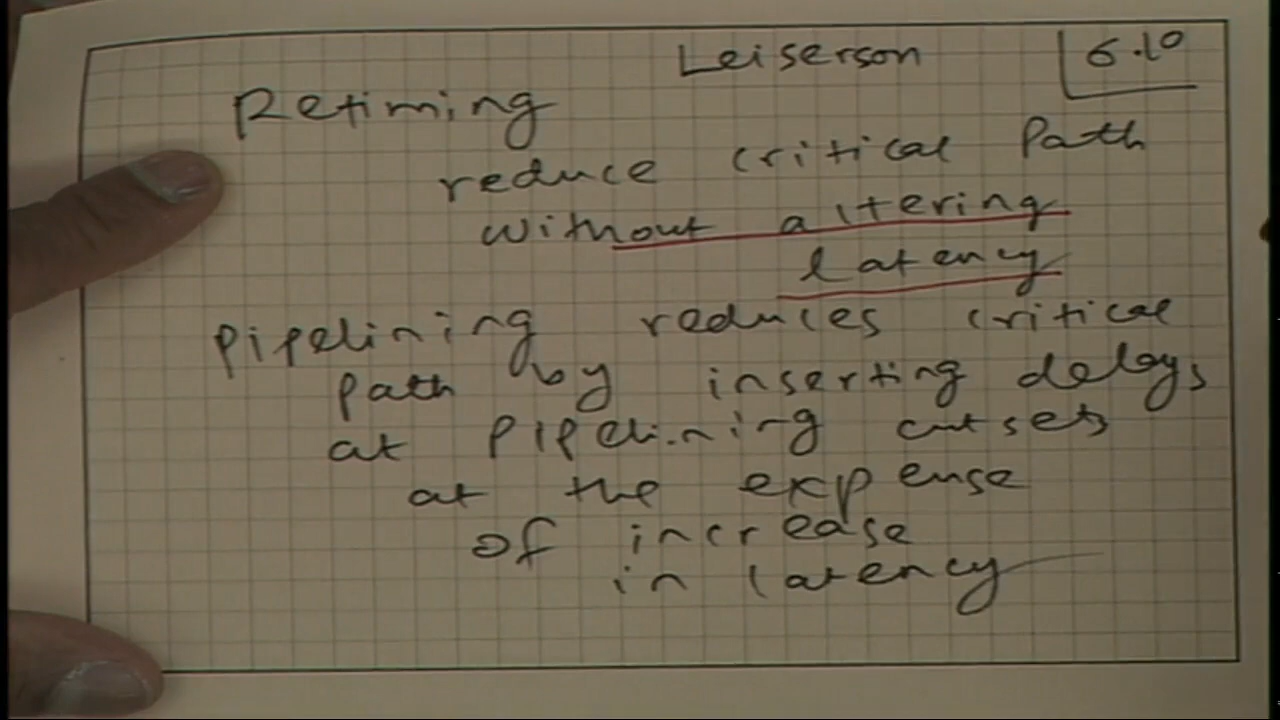 Leiserson 6.10
Retiming
reduce critical Path
without altering
latency
Pipelining reduces critical
path by inserting delays
at Pipelining cutsets
at the expense
of increase
in latency